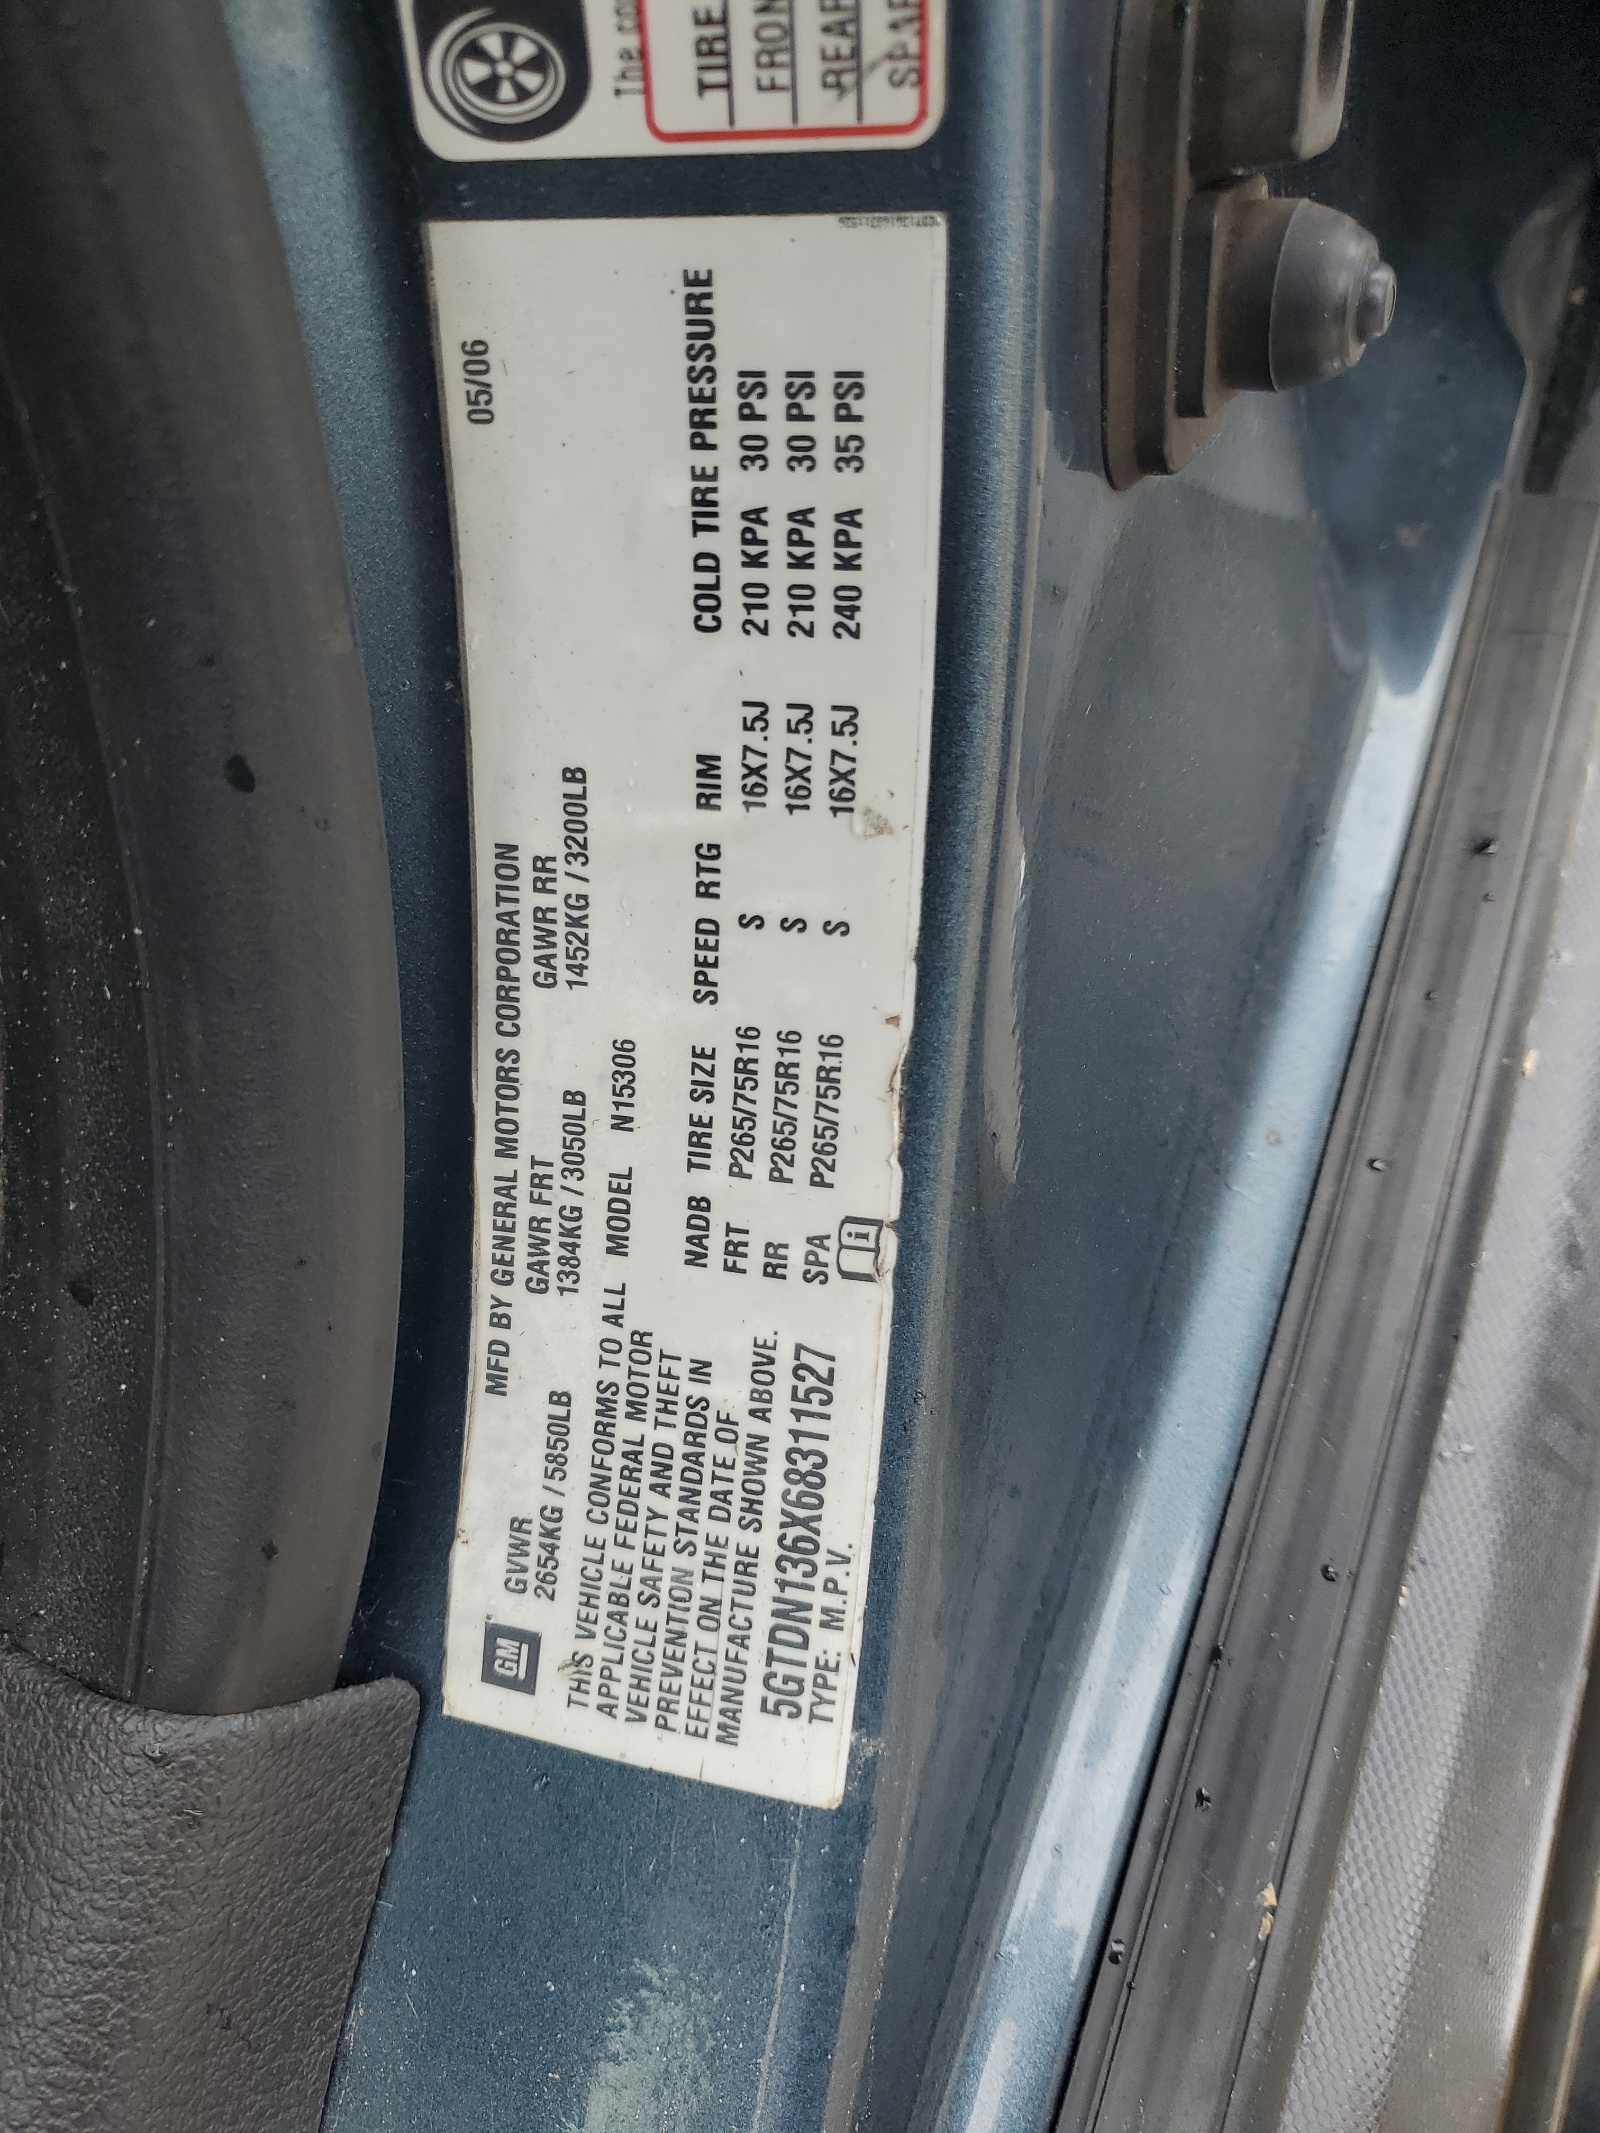 05/06
MFD BY GENERAL MOTORS CORPORATION
GM
GVWR GAWR FRT GAWR RR
2654KG / 5850LB 1384KG / 3050LB 1452KG / 3200LB
THIS VEHICLE CONFORMS TO ALL
APPLICABLE FEDERAL MOTOR
VEHICLE SAFETY AND THEFT
PREVENTION STANDARDS IN
EFFECT ON THE DATE OF
MANUFACTURE SHOWN ABOVE.
5GTDN136X68311527
TYPE: M.P.V.
MODEL N15306
NADB TIRE SIZE SPEED RTG RIM COLD TIRE PRESSURE
FRT P265/75R16 S 16X7.5J 210 KPA 30 PSI
RR P265/75R16 S 16X7.5J 210 KPA 30 PSI
SPA P265/75R16 S 16X7.5J 240 KPA 35 PSI
i
The
TIRE